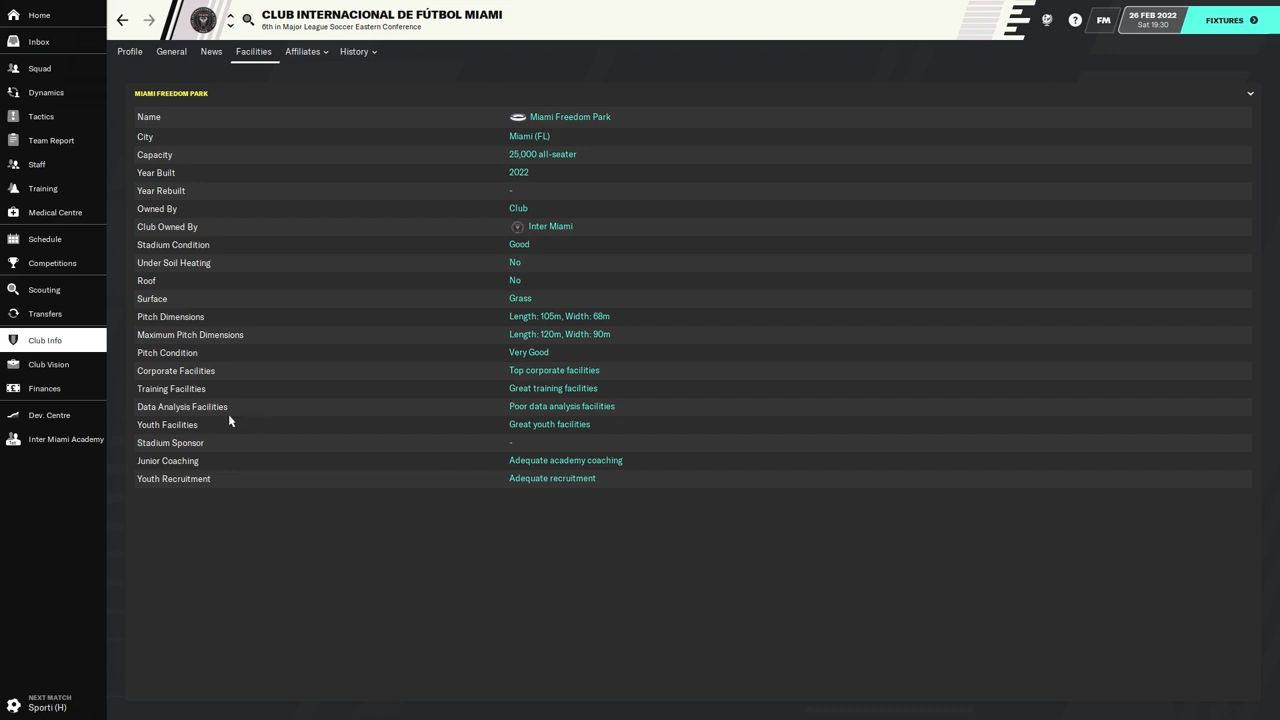 CLUB INTERNACIONAL DE FÚTBOL MIAMI
6th in Major League Soccer Eastern Conference
FM
26 FEB 2022
Sat 19:30
FIXTURES
Home
Inbox
Squad
Dynamics
Tactics
Team Report
Staff
Training
Medical Centre
Schedule
Competitions
Scouting
Transfers
Club Info
Club Vision
Finances
Dev. Centre
Inter Miami Academy
NEXT MATCH
Sporti (H)
Profile General News Facilities Affiliates History
MIAMI FREEDOM PARK
Name Miami Freedom Park
City Miami (FL)
Capacity 25,000 all-seater
Year Built 2022
Year Rebuilt -
Owned By Club
Club Owned By Inter Miami
Stadium Condition Good
Under Soil Heating No
Roof No
Surface Grass
Pitch Dimensions Length: 105m, Width: 68m
Maximum Pitch Dimensions Length: 120m, Width: 90m
Pitch Condition Very Good
Corporate Facilities Top corporate facilities
Training Facilities Great training facilities
Data Analysis Facilities Poor data analysis facilities
Youth Facilities Great youth facilities
Stadium Sponsor -
Junior Coaching Adequate academy coaching
Youth Recruitment Adequate recruitment